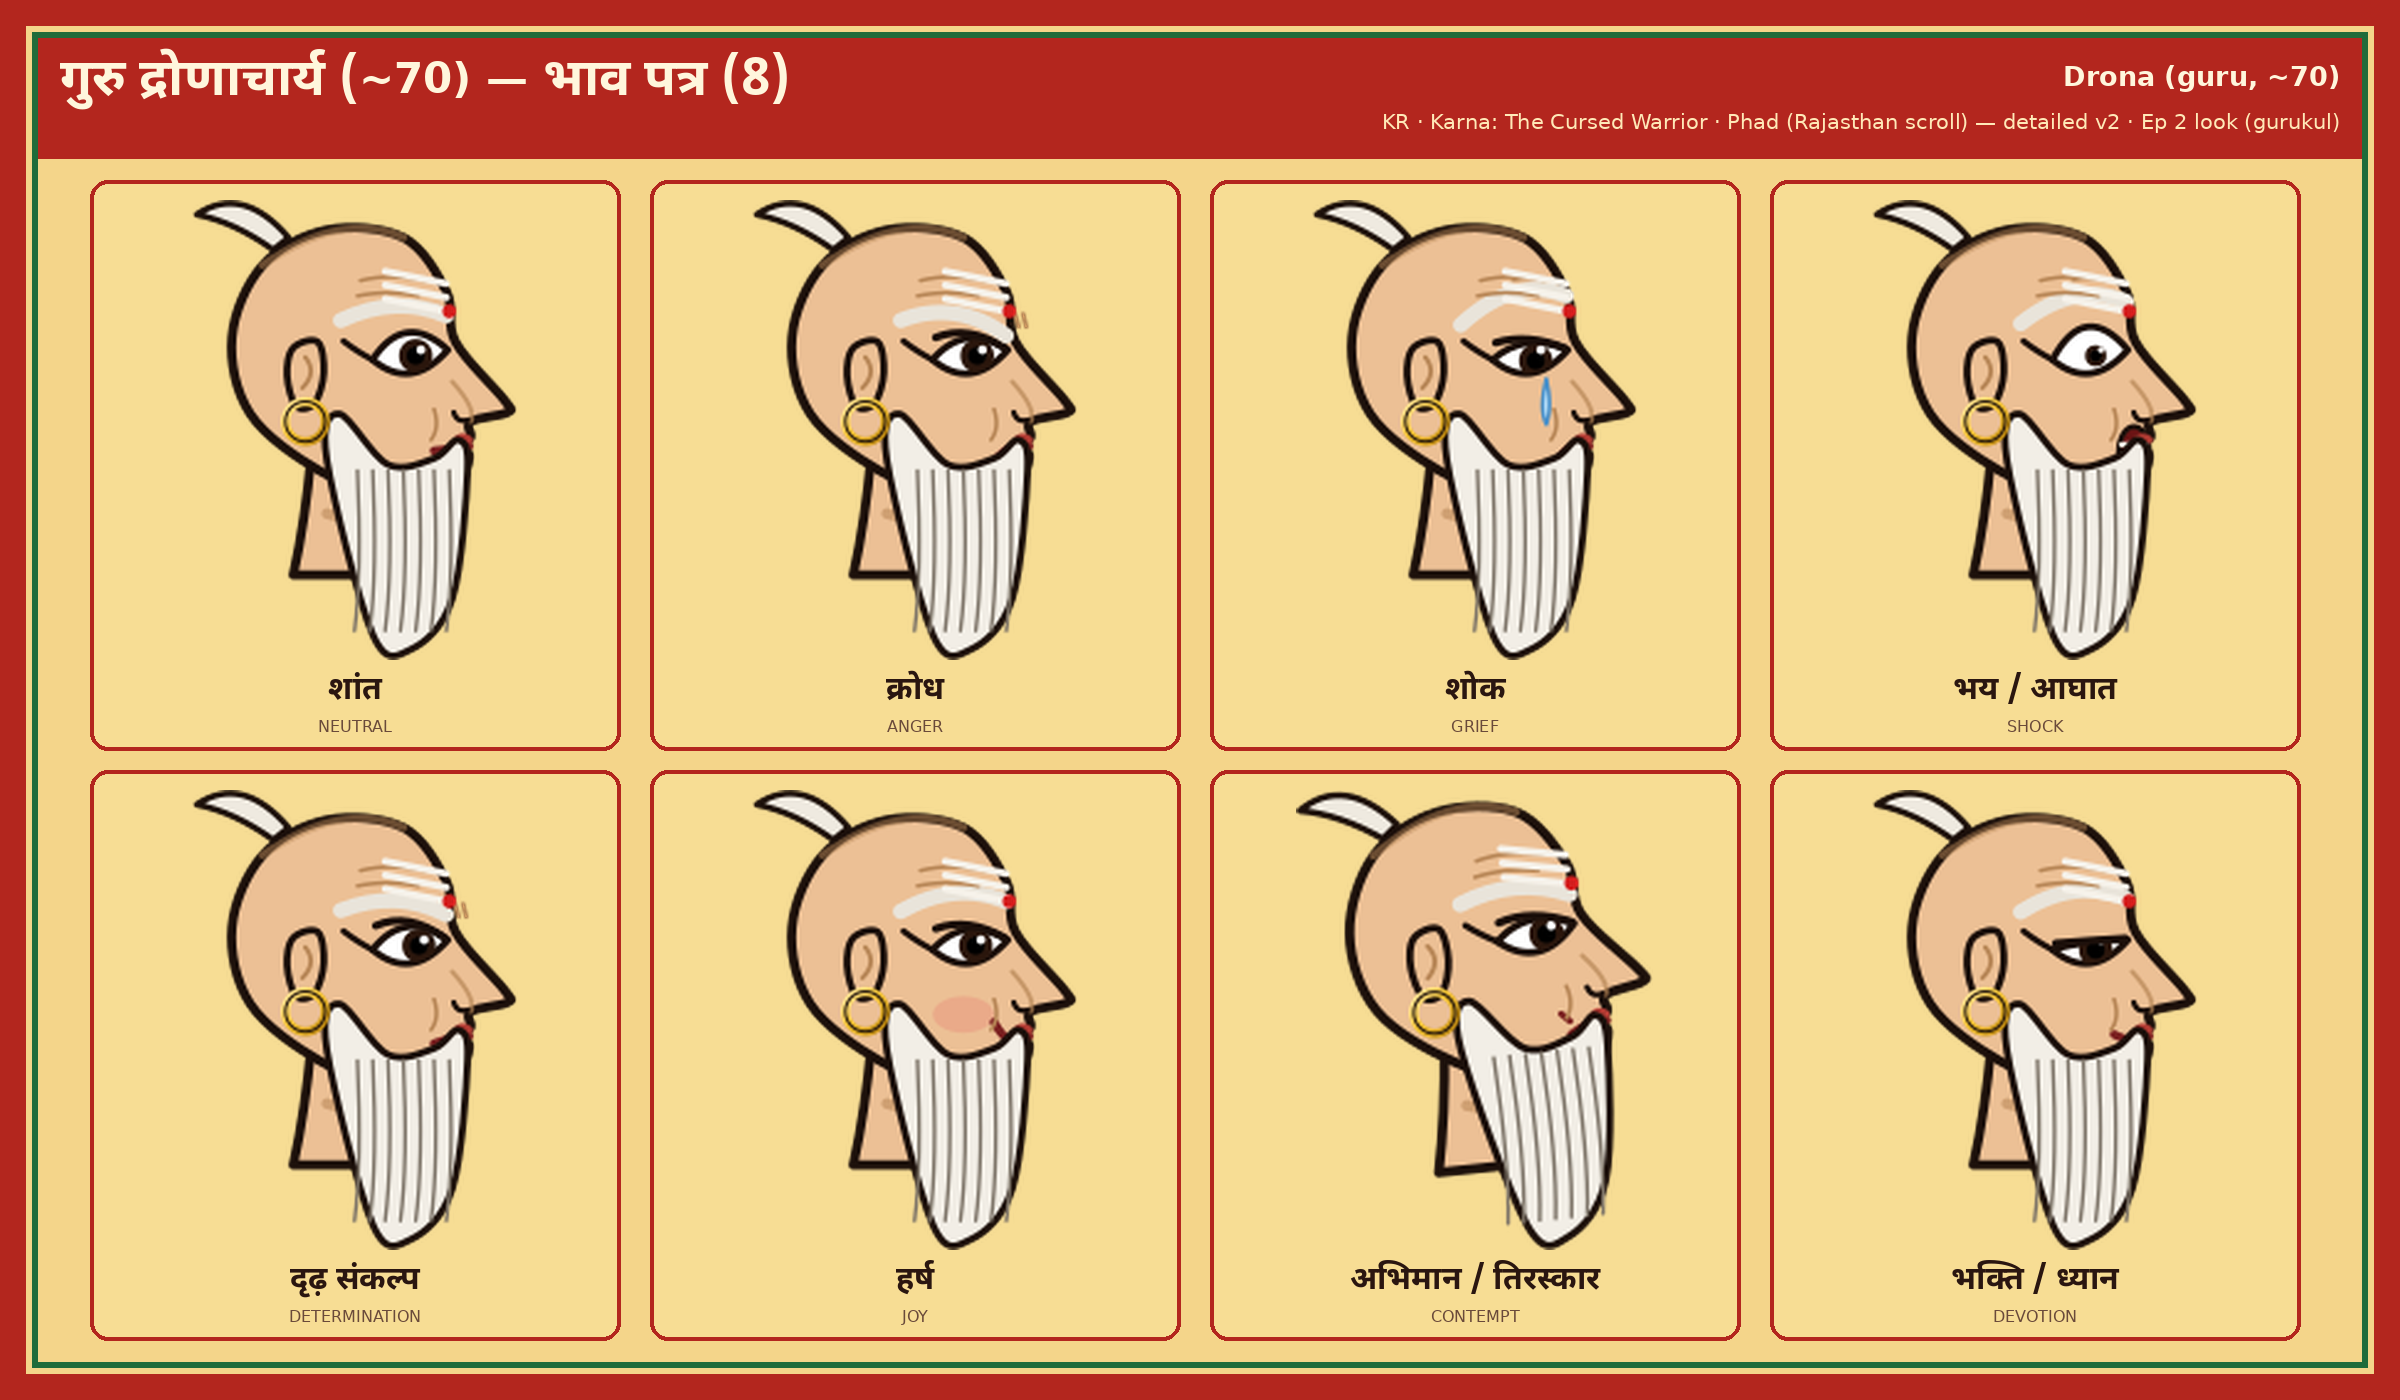 गुरु द्रोणाचार्य (~70) — भाव पत्र (8)
Drona (guru, ~70)
KR · Karna: The Cursed Warrior · Phad (Rajasthan scroll) — detailed v2 · Ep 2 look (gurukul)
शांत
NEUTRAL
क्रोध
ANGER
शोक
GRIEF
भय / आघात
SHOCK
दृढ़ संकल्प
DETERMINATION
हर्ष
JOY
अभिमान / तिरस्कार
CONTEMPT
भक्ति / ध्यान
DEVOTION